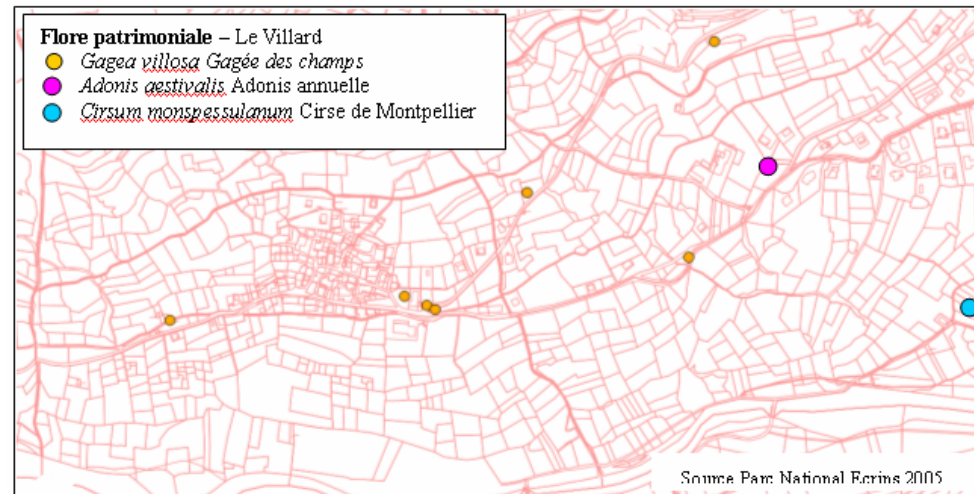 Flore patrimoniale – Le Villard
Gagea villosa Gagée des champs
Adonis aestivalis Adonis annuelle
Cirsum monspessulanum Cirse de Montpellier
Source Parc National Ecrins 2005